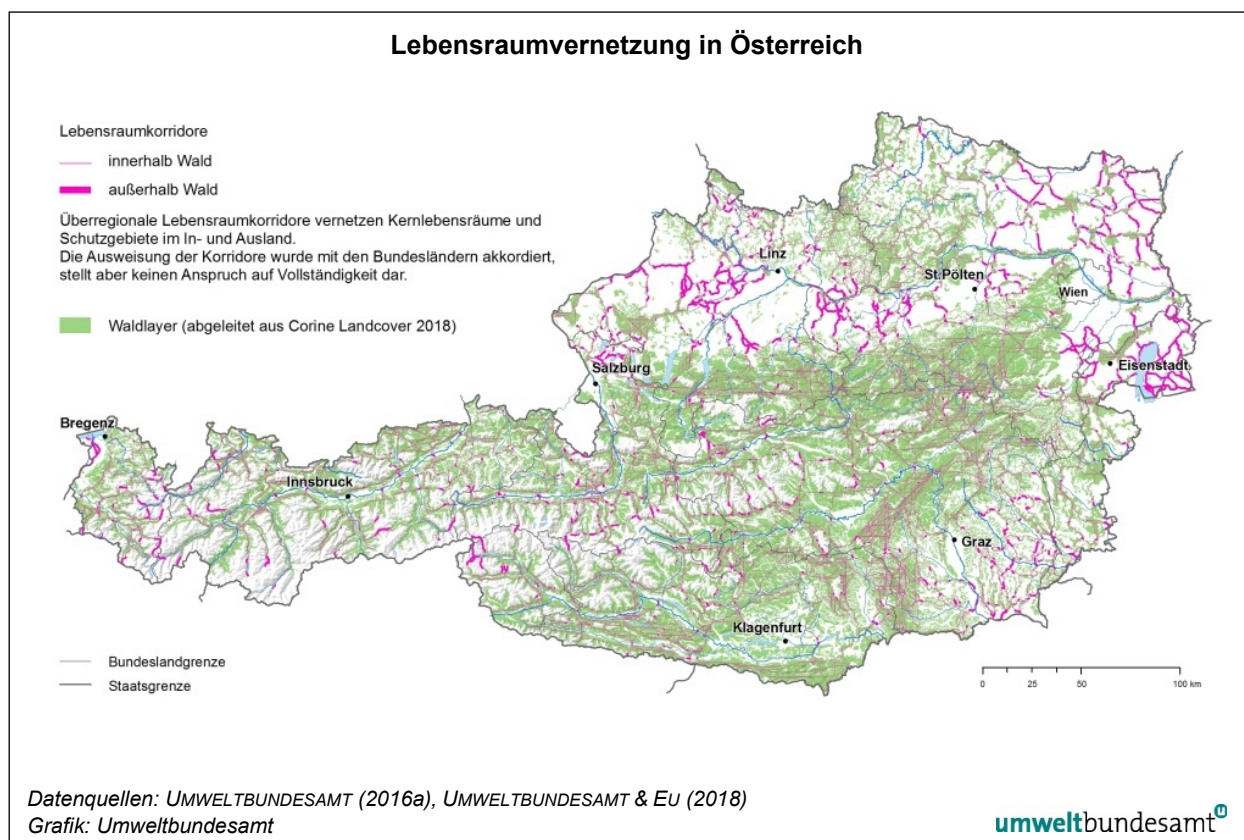 Lebensraumvernetzung in Österreich
Lebensraumkorridore
innerhalb Wald
außerhalb Wald
Überregionale Lebensraumkorridore vernetzen Kernlebensräume und
Schutzgebiete im In- und Ausland.
Die Ausweisung der Korridore wurde mit den Bundesländern akkordiert,
stellt aber keinen Anspruch auf Vollständigkeit dar.
Waldlayer (abgeleitet aus Corine Landcover 2018)
Linz
St.Pölten
Wien
Eisenstadt
Salzburg
Bregenz
Innsbruck
Graz
Klagenfurt
Bundeslandgrenze
Staatsgrenze
0 25 50 100 km
Datenquellen: UMWELTBUNDESAMT (2016a), UMWELTBUNDESAMT & EU (2018)
Grafik: Umweltbundesamt
umweltbundesamt U